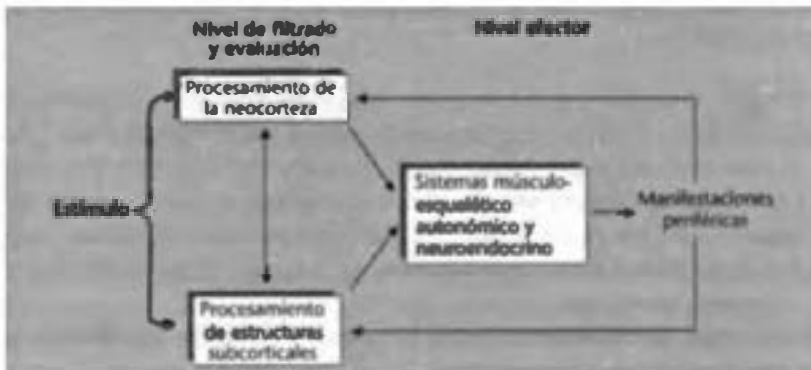 Nivel de filtrado
y evaluación
Nivel efector
Procesamiento de
la neocorteza
Estímulo
Sistemas músculo-
esquelético
autonómico y
neuroendocrino
Manifestaciones
periféricas
Procesamiento
de estructuras
subcorticales